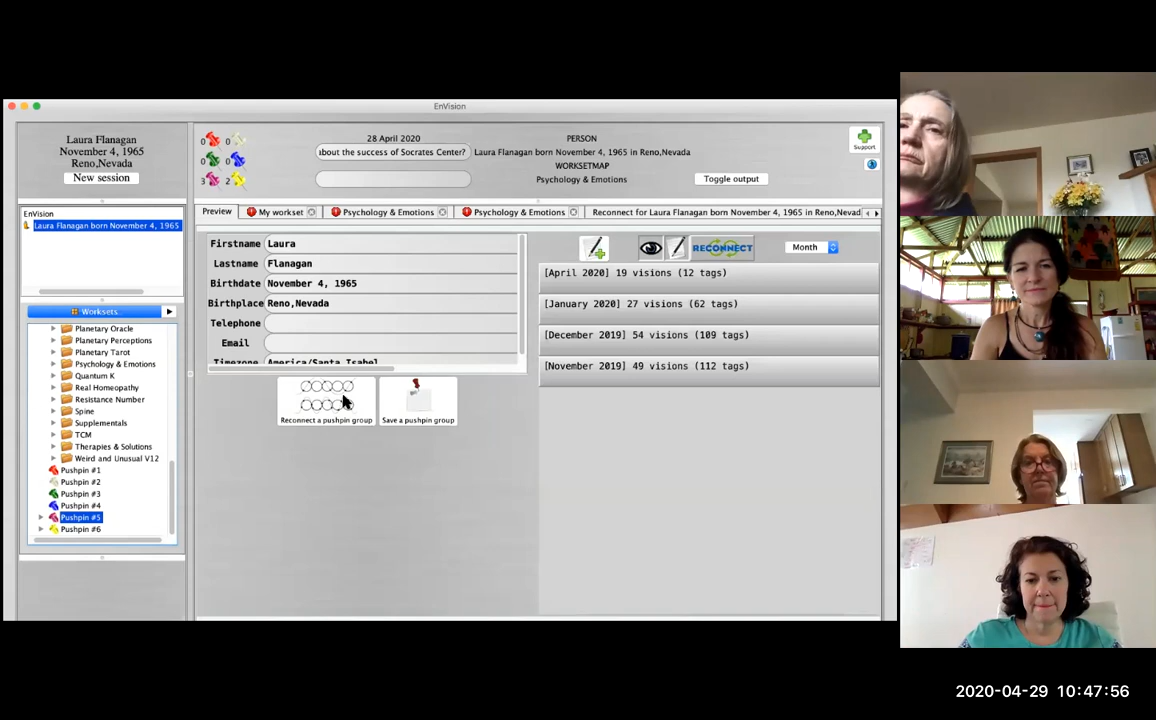 EnVision
Laura Flanagan
November 4, 1965
Reno,Nevada
New session
0 0
0 0
3 2
28 April 2020
about the success of Socrates Center?
PERSON
Laura Flanagan born November 4, 1965 in Reno,Nevada
WORKSETMAP
Psychology & Emotions
Toggle output
Support
EnVision
Laura Flanagan born November 4, 1965
Worksets
Planetary Oracle
Planetary Perceptions
Planetary Tarot
Psychology & Emotions
Quantum K
Real Homeopathy
Resistance Number
Spine
Supplementals
TCM
Therapies & Solutions
Weird and Unusual V12
Pushpin #1
Pushpin #2
Pushpin #3
Pushpin #4
Pushpin #5
Pushpin #6
Preview
My workset
Psychology & Emotions
Psychology & Emotions
Reconnect for Laura Flanagan born November 4, 1965 in Reno,Nevad
Firstname Laura
Lastname Flanagan
Birthdate November 4, 1965
Birthplace Reno,Nevada
Telephone
Email
Timezone America/Santa_Isabel
Reconnect a pushpin group
Save a pushpin group
RECONNECT
Month
[April 2020] 19 visions (12 tags)
[January 2020] 27 visions (62 tags)
[December 2019] 54 visions (109 tags)
[November 2019] 49 visions (112 tags)
2020-04-29 10:47:56